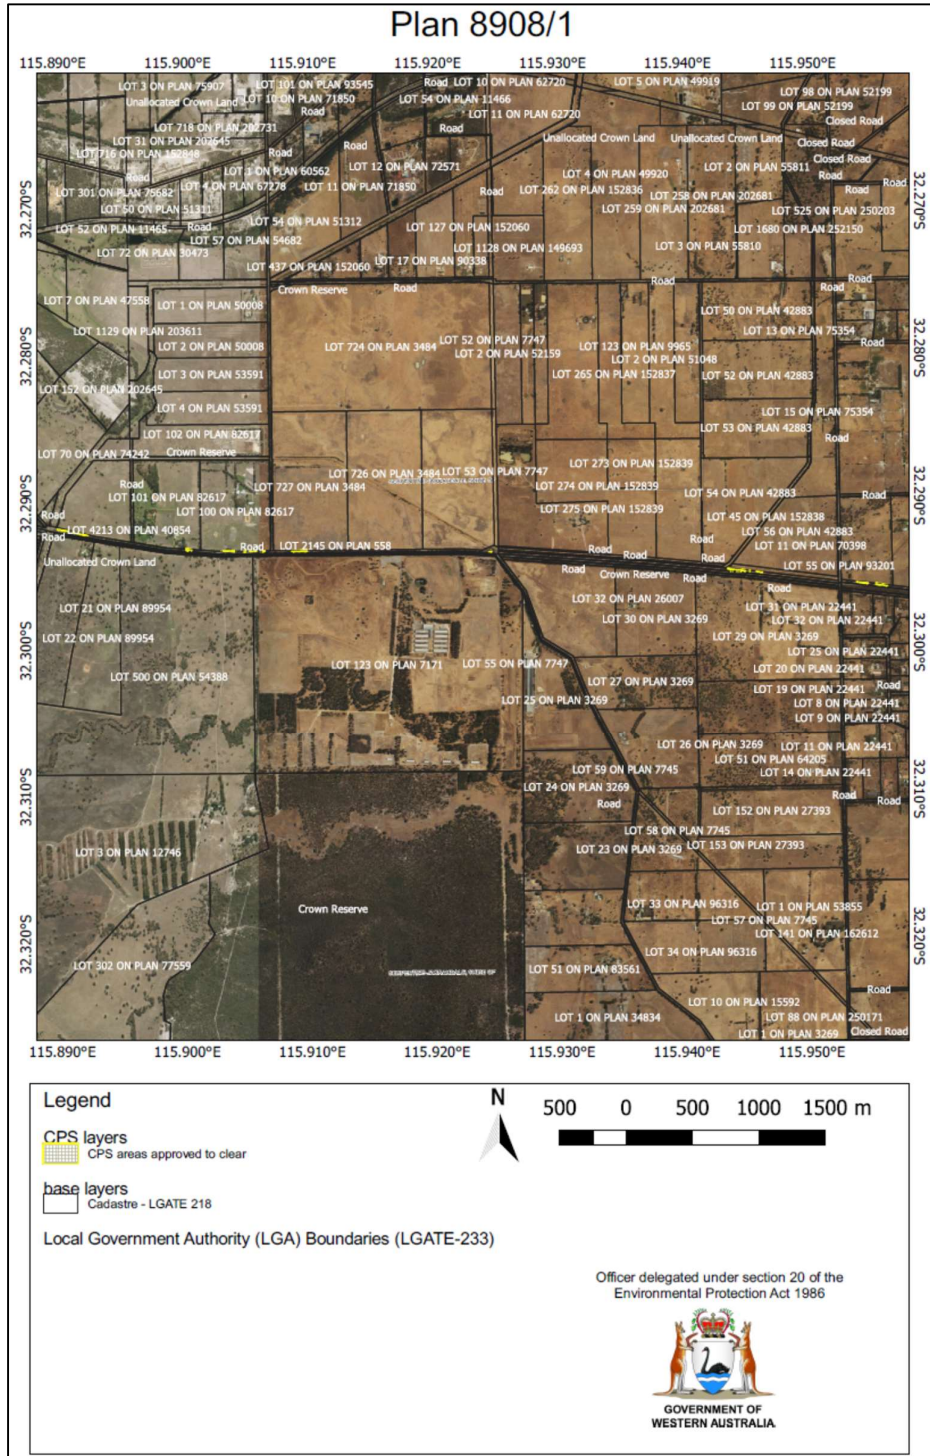 Plan 8908/1
115.890°E 115.900°E 115.910°E 115.920°E 115.930°E 115.940°E 115.950°E
LOT 3 ON PLAN 75907
LOT 101 ON PLAN 93545
Road
LOT 10 ON PLAN 62720
LOT 5 ON PLAN 49919
LOT 98 ON PLAN 52199
Unallocated Crown Land
LOT 10 ON PLAN 71850
LOT 54 ON PLAN 11466
LOT 99 ON PLAN 52199
Road
LOT 11 ON PLAN 62720
Closed Road
LOT 718 ON PLAN 202731
Road
LOT 31 ON PLAN 202645
Unallocated Crown Land
Unallocated Crown Land
Closed Road
LOT 716 ON PLAN 152848
Road
Road
Closed Road
LOT 1 ON PLAN 60562
LOT 12 ON PLAN 72571
LOT 4 ON PLAN 49920
LOT 2 ON PLAN 55811
Road
Road
Road
LOT 301 ON PLAN 75682
LOT 4 ON PLAN 67278
LOT 11 ON PLAN 71850
Road
LOT 262 ON PLAN 152836
LOT 258 ON PLAN 202681
Road
32.270°S
32.270°S
LOT 50 ON PLAN 51311
LOT 259 ON PLAN 202681
LOT 525 ON PLAN 250203
LOT 52 ON PLAN 11465
Road
LOT 54 ON PLAN 51312
LOT 127 ON PLAN 152060
LOT 1680 ON PLAN 252150
LOT 57 ON PLAN 54682
LOT 1128 ON PLAN 149693
LOT 3 ON PLAN 55810
LOT 72 ON PLAN 30473
LOT 437 ON PLAN 152060
LOT 17 ON PLAN 90338
Crown Reserve
Road
Road
Road
LOT 7 ON PLAN 47558
LOT 1 ON PLAN 50008
LOT 50 ON PLAN 42883
Road
LOT 1129 ON PLAN 203611
LOT 13 ON PLAN 75354
32.280°S
32.280°S
LOT 2 ON PLAN 50008
LOT 724 ON PLAN 3484
LOT 52 ON PLAN 7747
LOT 123 ON PLAN 9965
Road
LOT 2 ON PLAN 52159
LOT 2 ON PLAN 51048
LOT 3 ON PLAN 53591
LOT 265 ON PLAN 152837
LOT 52 ON PLAN 42883
LOT 152 ON PLAN 202645
LOT 4 ON PLAN 53591
LOT 15 ON PLAN 75354
LOT 53 ON PLAN 42883
LOT 102 ON PLAN 82617
Road
LOT 70 ON PLAN 74242
Crown Reserve
LOT 726 ON PLAN 3484
LOT 53 ON PLAN 7747
LOT 273 ON PLAN 152839
Road
LOT 727 ON PLAN 3484
LOT 274 ON PLAN 152839
LOT 54 ON PLAN 42883
Road
32.290°S
32.290°S
LOT 101 ON PLAN 82617
LOT 100 ON PLAN 82617
LOT 275 ON PLAN 152839
LOT 45 ON PLAN 152838
Road
LOT 4213 ON PLAN 40854
LOT 56 ON PLAN 42883
Road
Road
LOT 2145 ON PLAN 558
Road
Road
LOT 11 ON PLAN 70398
Road
Road
Unallocated Crown Land
Road
Crown Reserve
Road
LOT 55 ON PLAN 93201
Road
LOT 21 ON PLAN 89954
LOT 32 ON PLAN 26007
LOT 31 ON PLAN 22441
LOT 30 ON PLAN 3269
LOT 32 ON PLAN 22441
LOT 22 ON PLAN 89954
LOT 29 ON PLAN 3269
32.300°S
32.300°S
LOT 25 ON PLAN 22441
LOT 500 ON PLAN 54388
LOT 123 ON PLAN 7171
LOT 55 ON PLAN 7747
LOT 20 ON PLAN 22441
LOT 27 ON PLAN 3269
LOT 19 ON PLAN 22441
Road
LOT 25 ON PLAN 3269
LOT 8 ON PLAN 22441
LOT 9 ON PLAN 22441
LOT 26 ON PLAN 3269
LOT 11 ON PLAN 22441
LOT 51 ON PLAN 64205
LOT 59 ON PLAN 7745
LOT 14 ON PLAN 22441
32.310°S
32.310°S
LOT 24 ON PLAN 3269
Road
Road
Road
LOT 152 ON PLAN 27393
LOT 58 ON PLAN 7745
LOT 3 ON PLAN 12746
LOT 23 ON PLAN 3269
LOT 153 ON PLAN 27393
Crown Reserve
LOT 33 ON PLAN 96316
LOT 1 ON PLAN 53855
LOT 57 ON PLAN 7745
32.320°S
32.320°S
LOT 141 ON PLAN 162612
LOT 34 ON PLAN 96316
LOT 302 ON PLAN 77559
LOT 51 ON PLAN 83561
Road
LOT 10 ON PLAN 15592
LOT 1 ON PLAN 34834
LOT 88 ON PLAN 250171
LOT 1 ON PLAN 3269
Closed Road
115.890°E 115.900°E 115.910°E 115.920°E 115.930°E 115.940°E 115.950°E
Legend
CPS layers
CPS areas approved to clear
base layers
Cadastre - LGATE 218
Local Government Authority (LGA) Boundaries (LGATE-233)
N
500 0 500 1000 1500 m
Officer delegated under section 20 of the
Environmental Protection Act 1986
GOVERNMENT OF
WESTERN AUSTRALIA